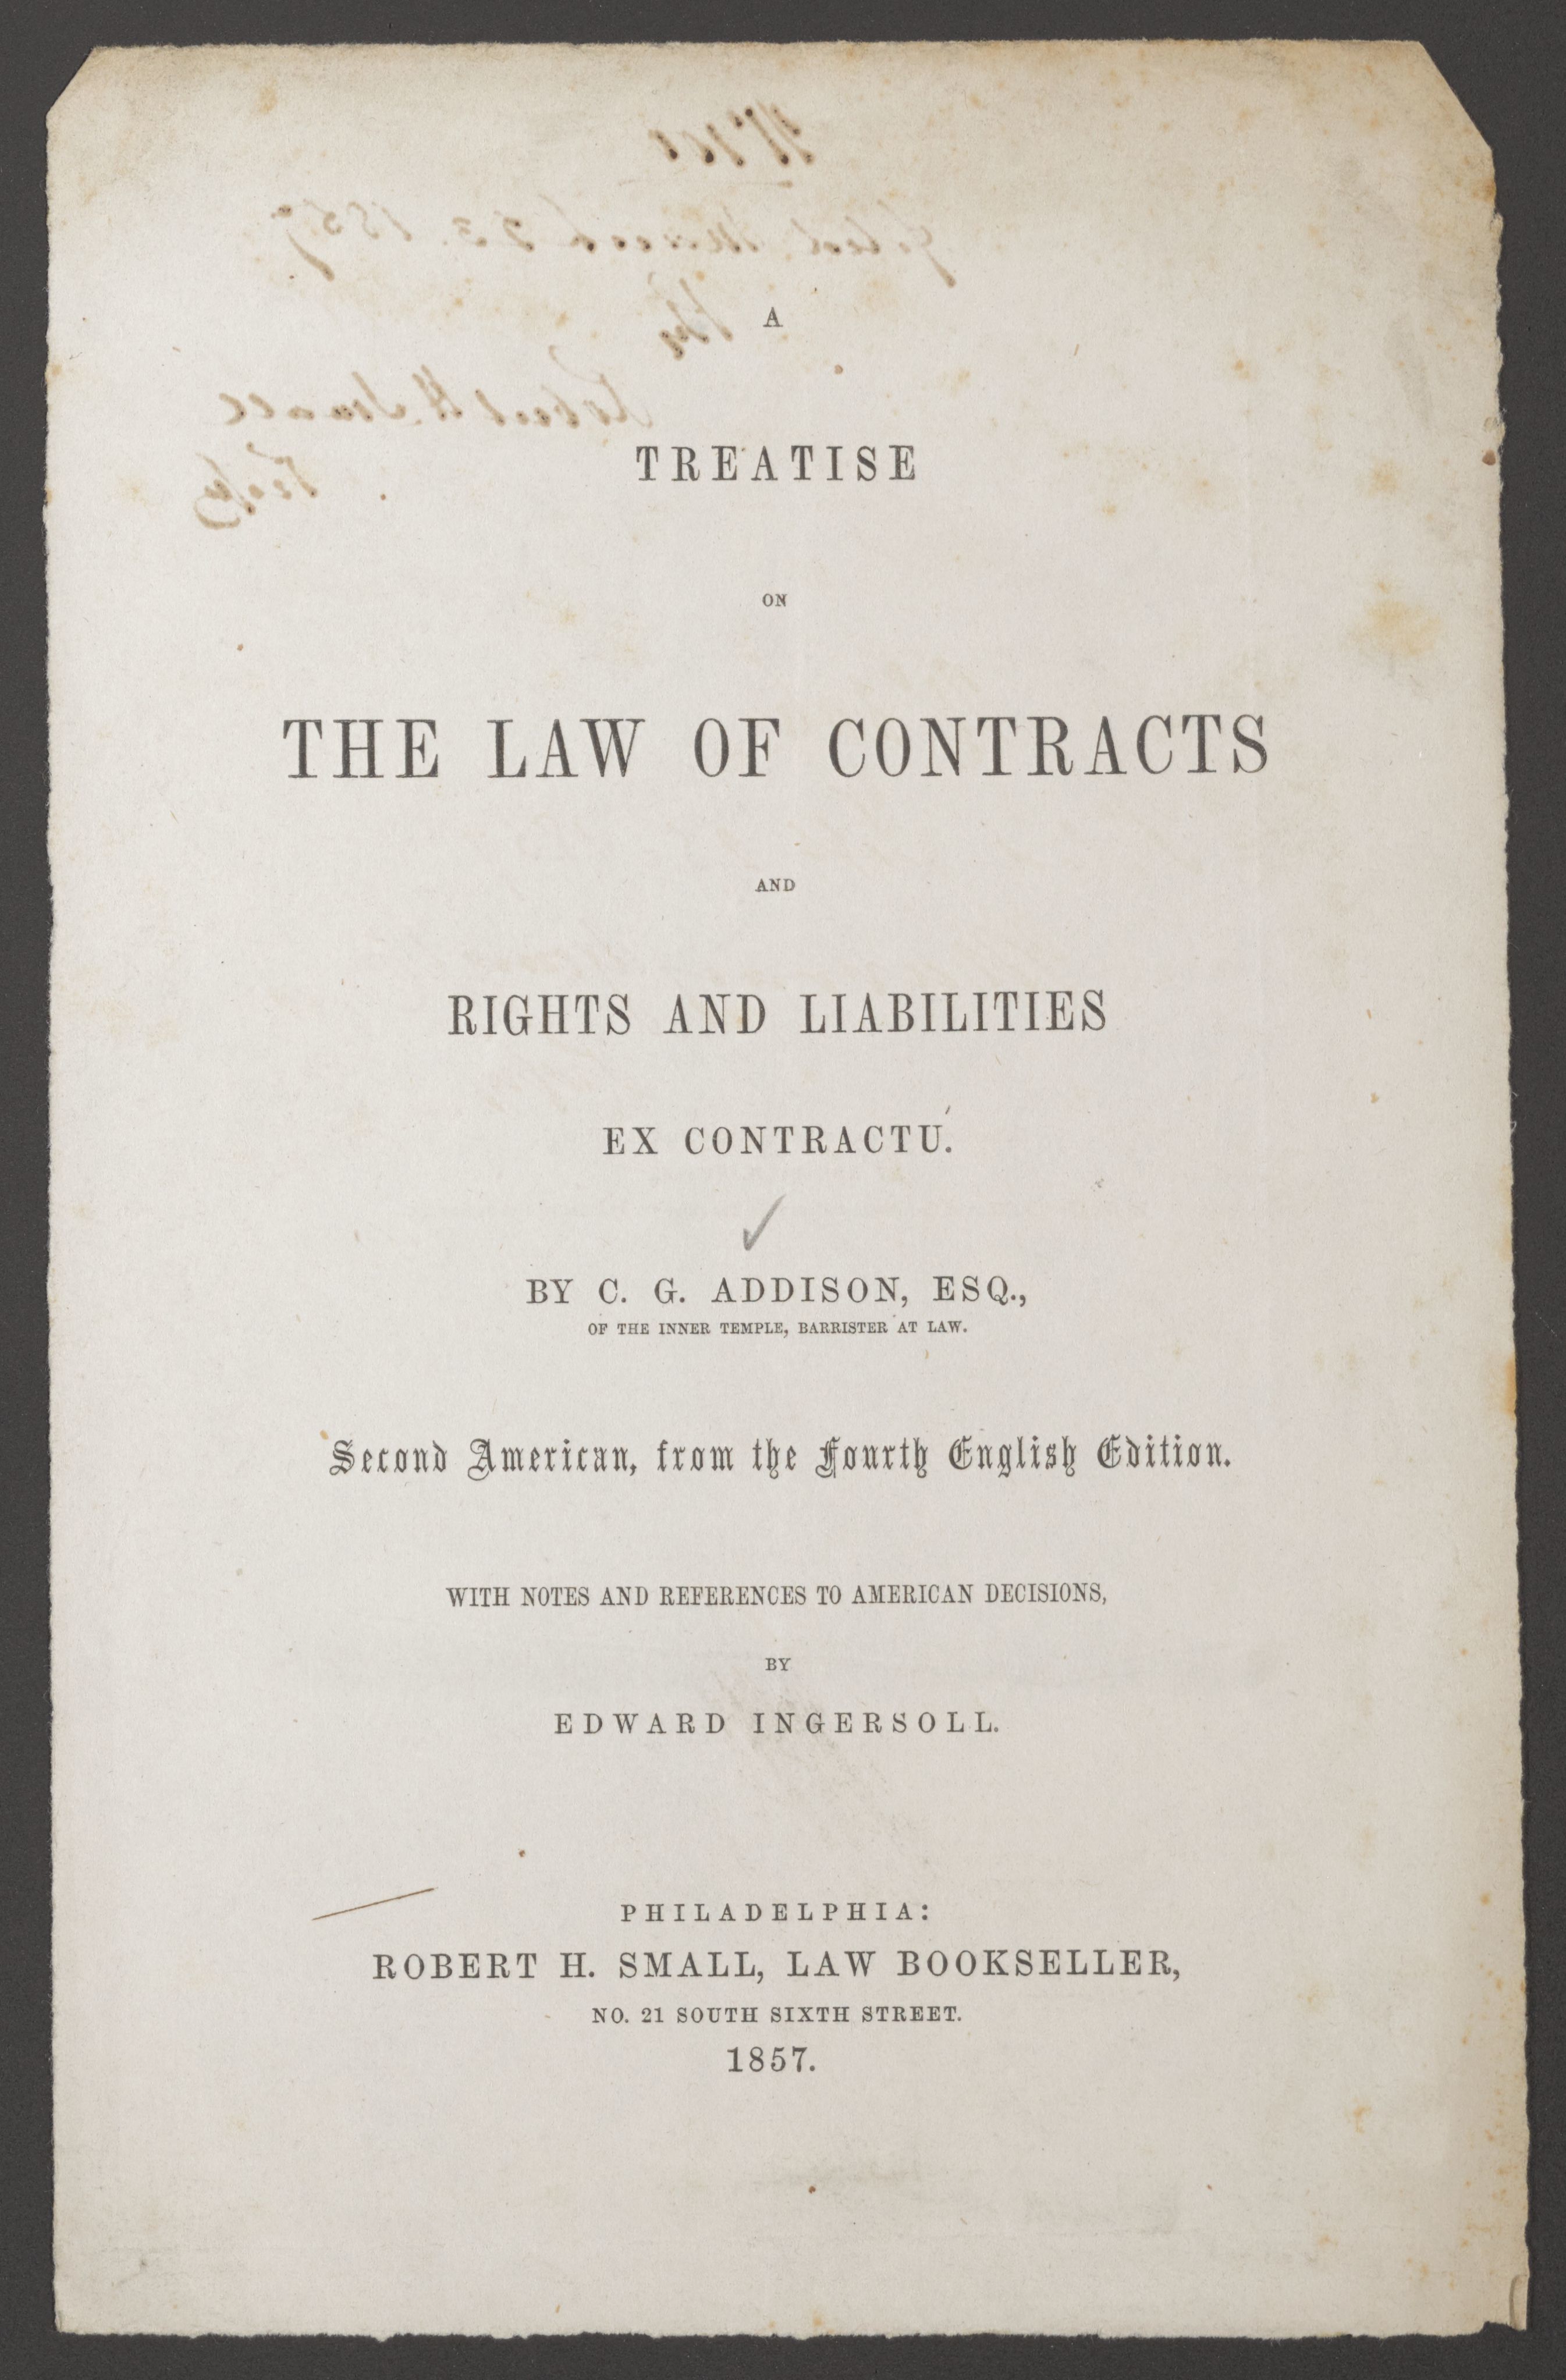 A
TREATISE
ON
THE LAW OF CONTRACTS
AND
RIGHTS AND LIABILITIES
EX CONTRACTU.
BY C. G. ADDISON, ESQ.,
OF THE INNER TEMPLE, BARRISTER AT LAW.
Second American, from the Fourth English Edition.
WITH NOTES AND REFERENCES TO AMERICAN DECISIONS,
BY
EDWARD INGERSOLL.
PHILADELPHIA:
ROBERT H. SMALL, LAW BOOKSELLER,
NO. 21 SOUTH SIXTH STREET.
1857.